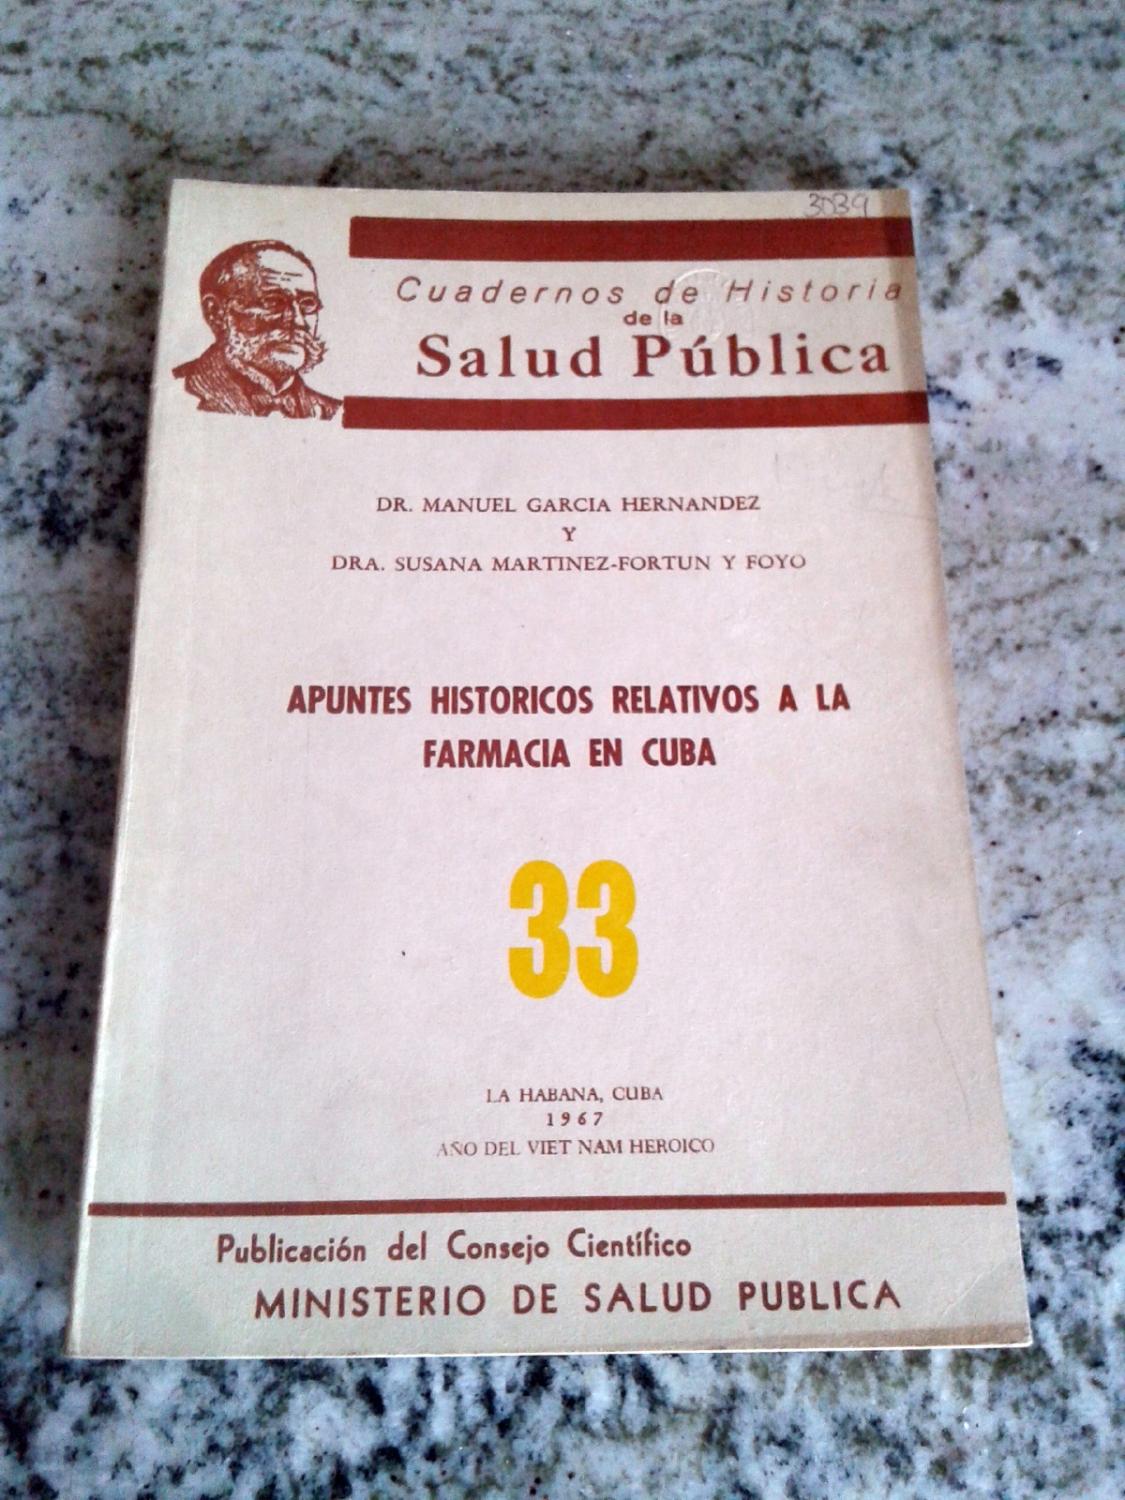 3039
Cuadernos de Historia
de la
Salud Pública
DR. MANUEL GARCIA HERNANDEZ
Y
DRA. SUSANA MARTINEZ-FORTUN Y FOYO
APUNTES HISTORICOS RELATIVOS A LA
FARMACIA EN CUBA
33
LA HABANA, CUBA
1967
AÑO DEL VIET NAM HEROICO
Publicación del Consejo Científico
MINISTERIO DE SALUD PUBLICA